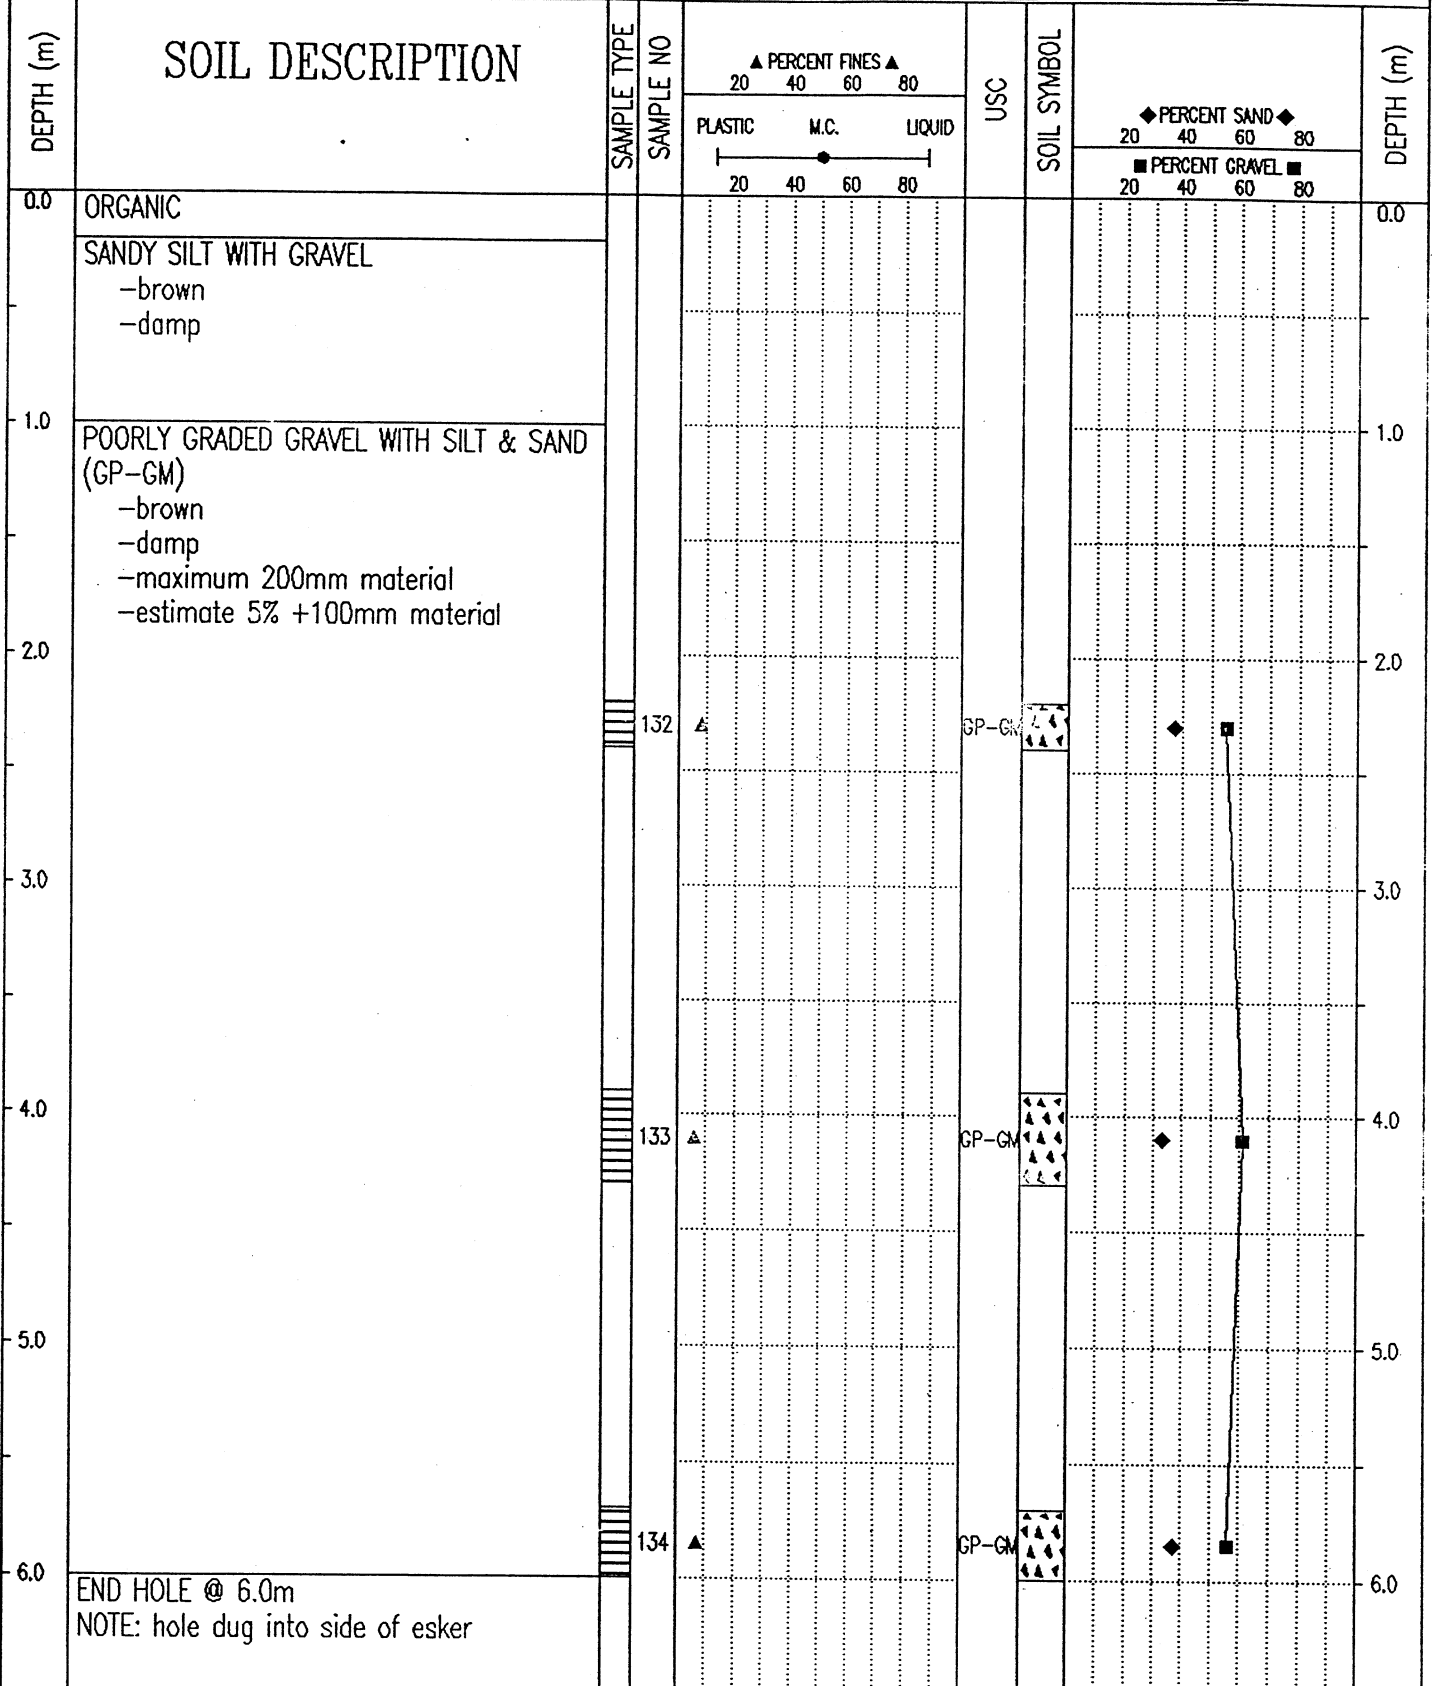 DEPTH (m)
SOIL DESCRIPTION
SAMPLE TYPE
SAMPLE NO
▲ PERCENT FINES ▲
20 40 60 80
PLASTIC M.C. LIQUID
20 40 60 80
USC
SOIL SYMBOL
◆ PERCENT SAND ◆
20 40 60 80
■ PERCENT GRAVEL ■
20 40 60 80
DEPTH (m)
0.0
ORGANIC
0.0
SANDY SILT WITH GRAVEL
-brown
-damp
1.0
1.0
POORLY GRADED GRAVEL WITH SILT & SAND
(GP-GM)
-brown
-damp
-maximum 200mm material
-estimate 5% +100mm material
2.0
2.0
132
GP-GM
3.0
3.0
4.0
4.0
133
GP-GM
5.0
5.0
134
GP-GM
6.0
6.0
END HOLE @ 6.0m
NOTE: hole dug into side of esker